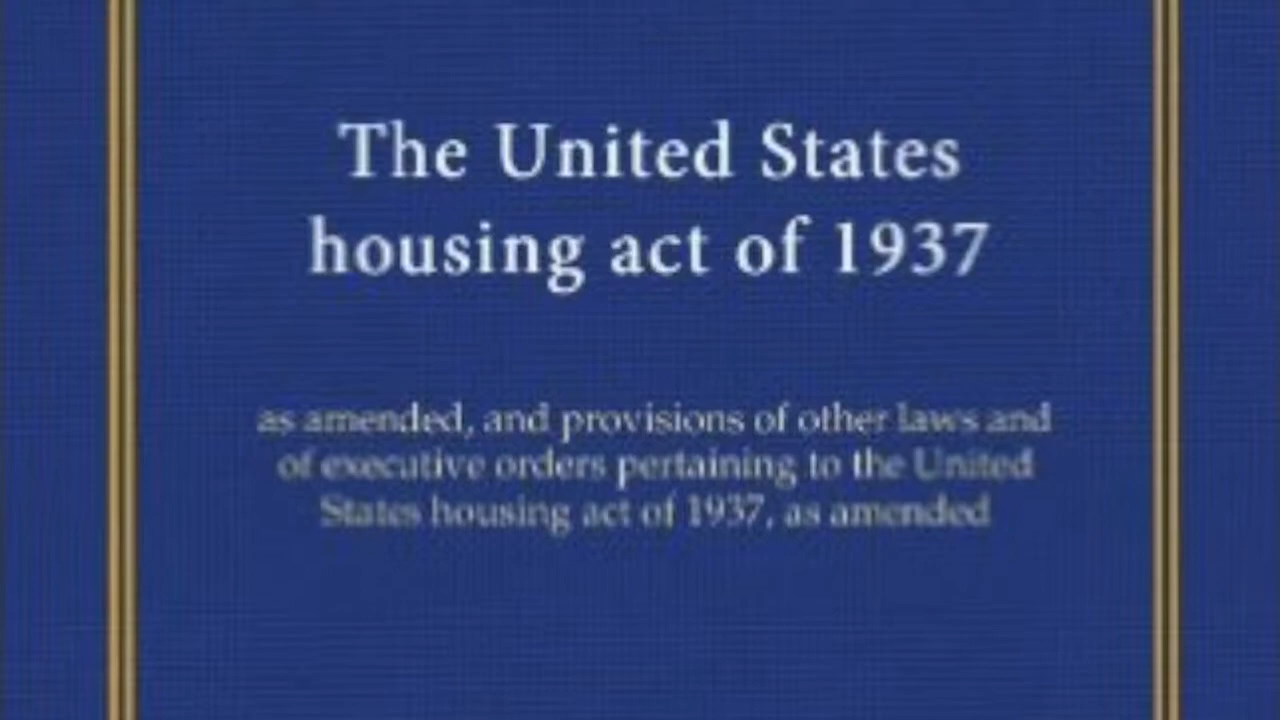 The United States
housing act of 1937
as amended, and provisions of other laws and
of executive orders pertaining to the United
States housing act of 1937, as amended